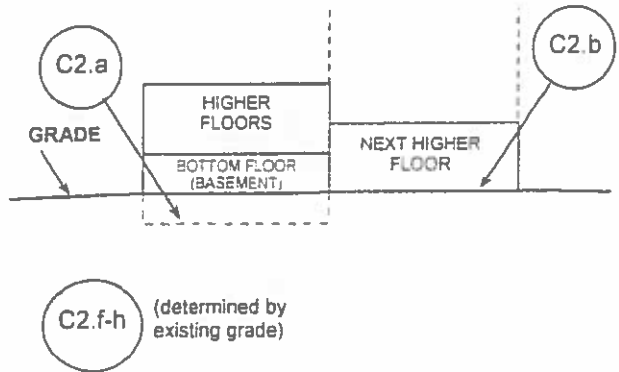 C2.a
C2.b
HIGHER
FLOORS
GRADE
NEXT HIGHER
FLOOR
BOTTOM FLOOR
(BASEMENT)
C2.f-h
(determined by
existing grade)